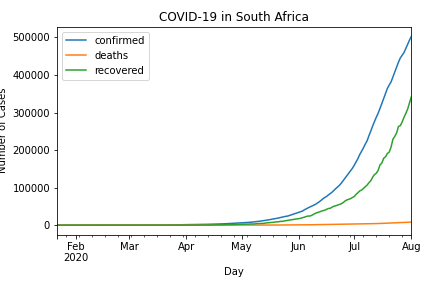 COVID-19 in South Africa
confirmed
deaths
recovered
500000
400000
300000
200000
100000
0
Number of Cases
Feb
2020
Mar
Apr
May
Jun
Jul
Aug
Day